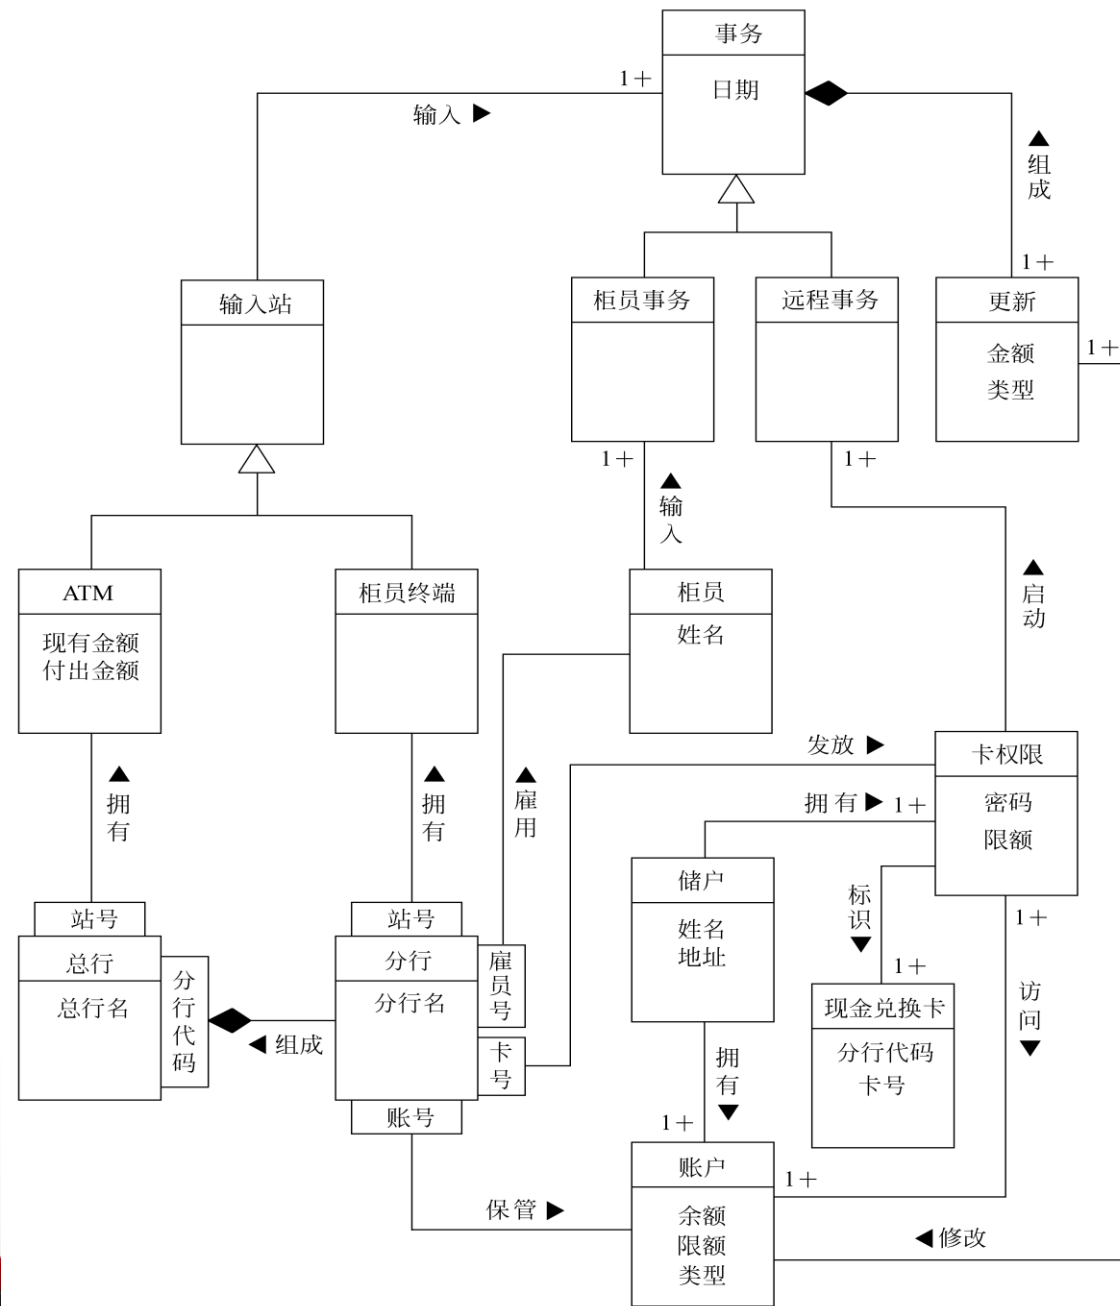 事务
日期
1+
输入 ▶
▲
组成
1+
输入站
柜员事务
远程事务
更新
金额
类型
1+
1+
▲
输入
1+
ATM
现有金额
付出金额
柜员终端
柜员
姓名
▲
启动
▲
拥有
▲
拥有
▲
雇用
发放 ▶
拥有 ▶
1+
卡权限
密码
限额
储户
姓名
地址
标识
▼
1+
1+
访问
▼
站号
总行
总行名
分行代码
◀ 组成
站号
分行
分行名
雇员号
卡号
账号
现金兑换卡
分行代码
卡号
拥有
▼
1+
1+
保管 ▶
账户
余额
限额
类型
◀ 修改